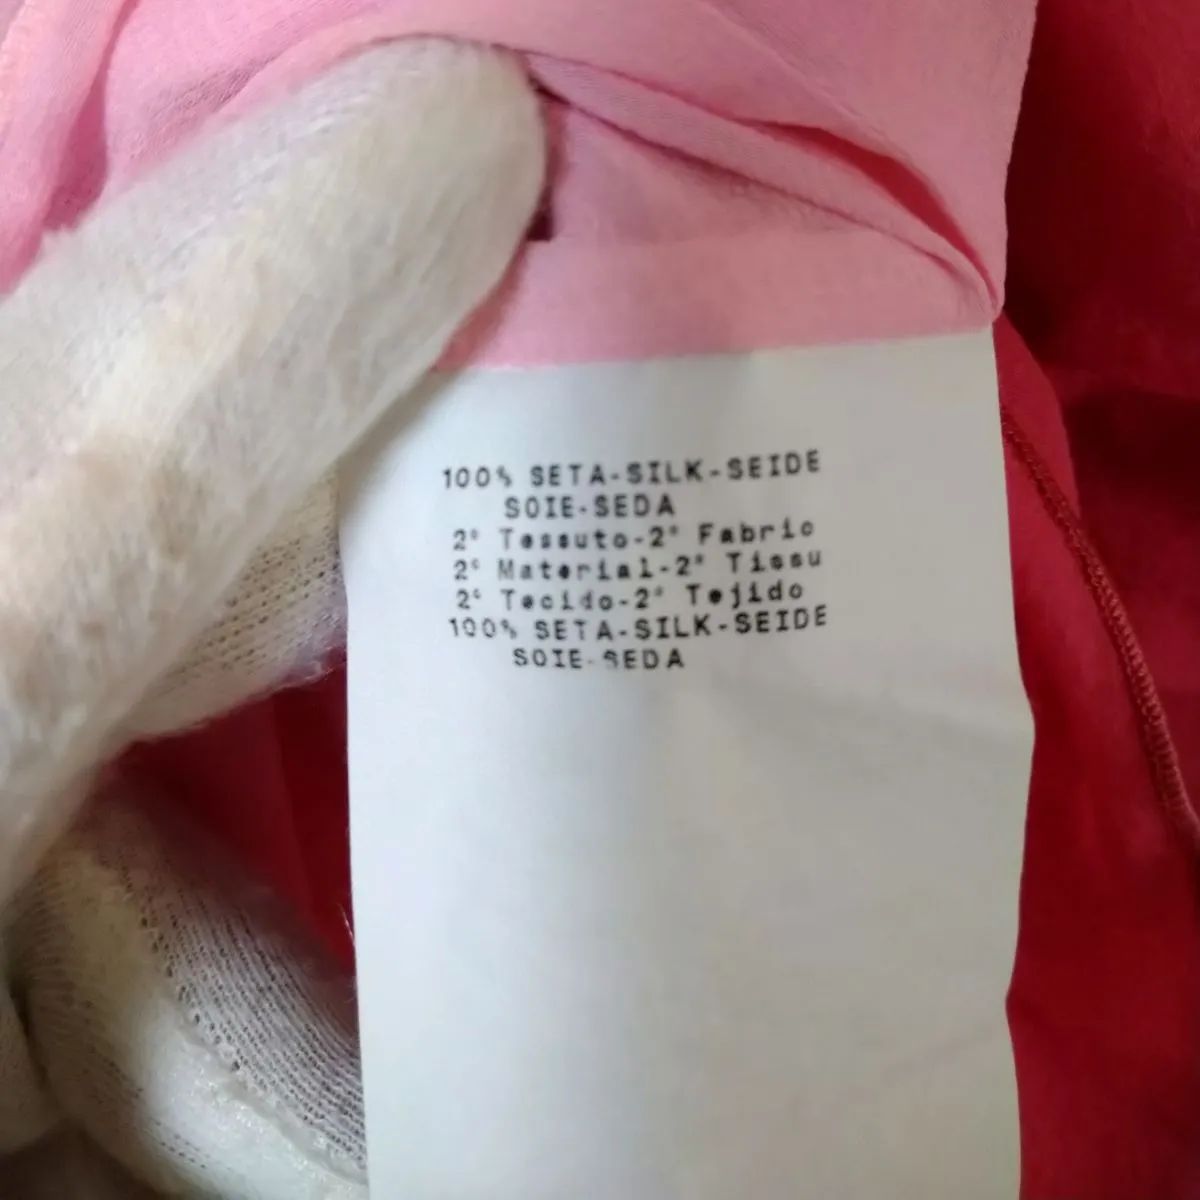 100% SETA-SILK-SEIDE
SOIE-SEDA
2° Tessuto-2° Fabric
2° Material-2° Tissu
2° Tecido-2° Tejido
100% SETA-SILK-SEIDE
SOIE-SEDA